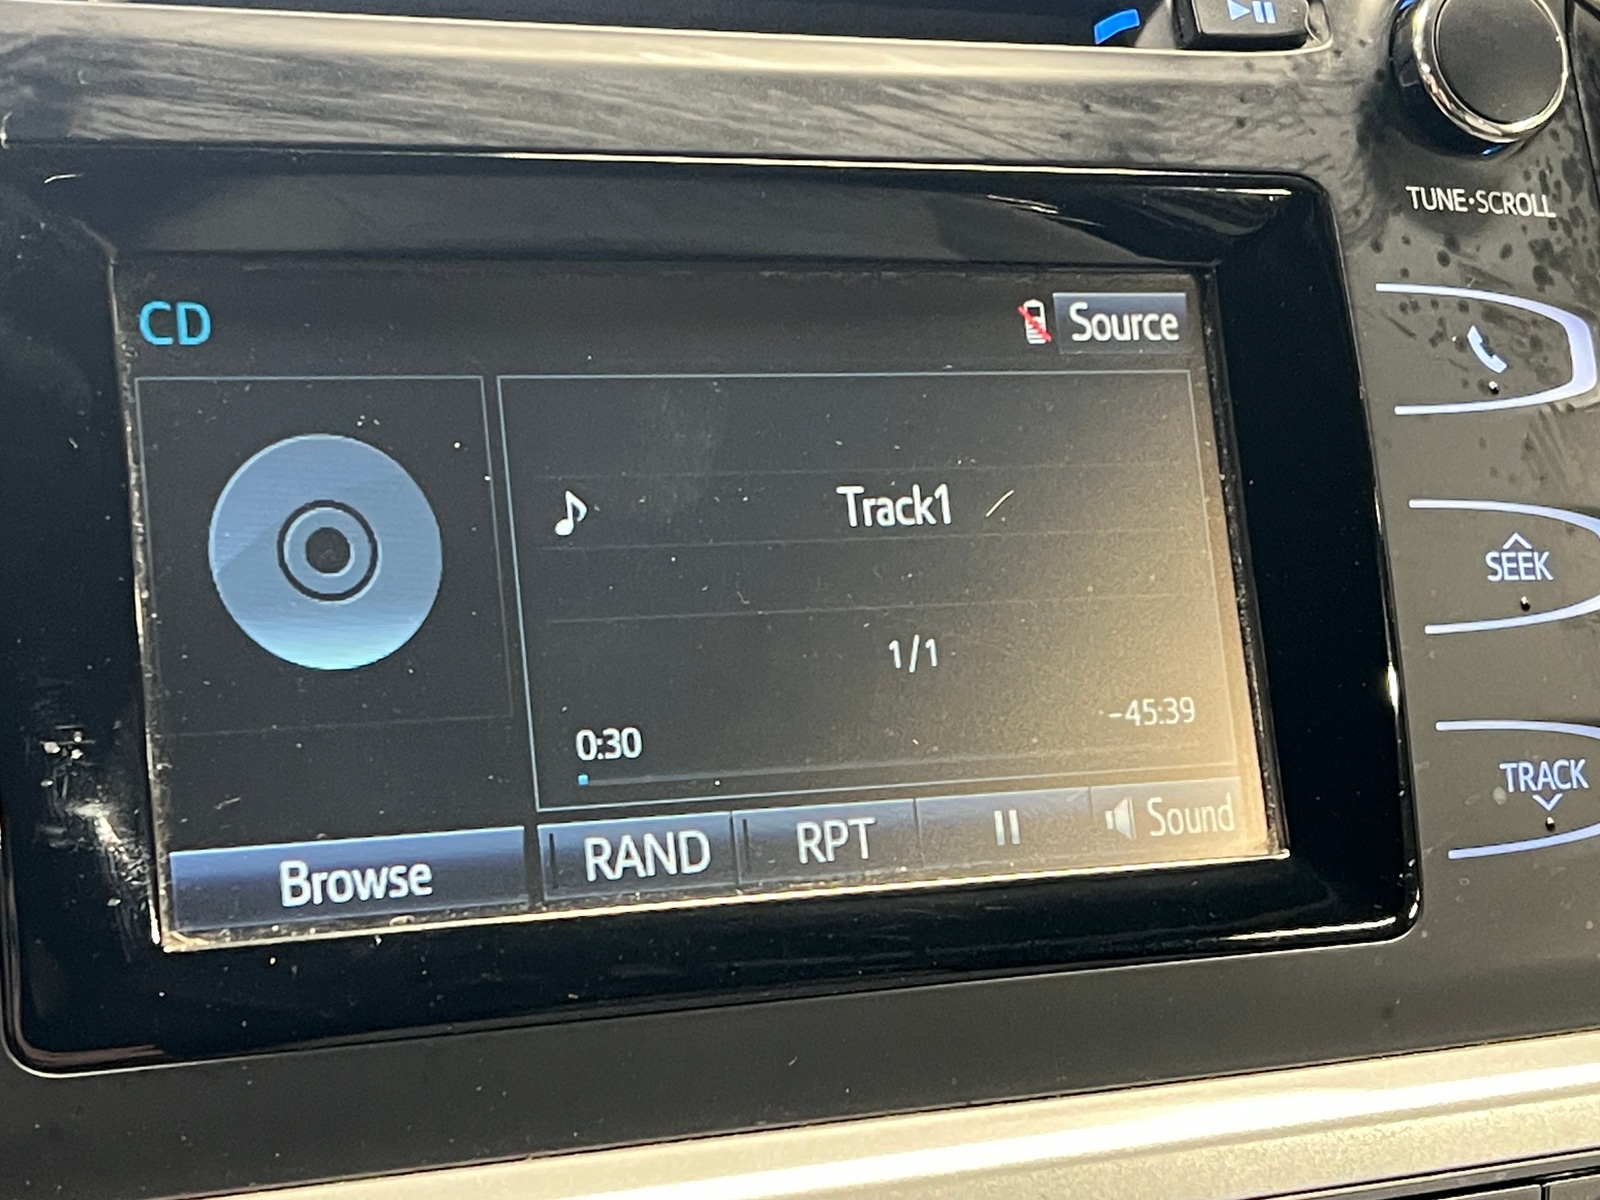 TUNE•SCROLL
CD
Source
Track1
SEEK
1/1
-45:39
0:30
TRACK
Browse
RAND
RPT
Sound